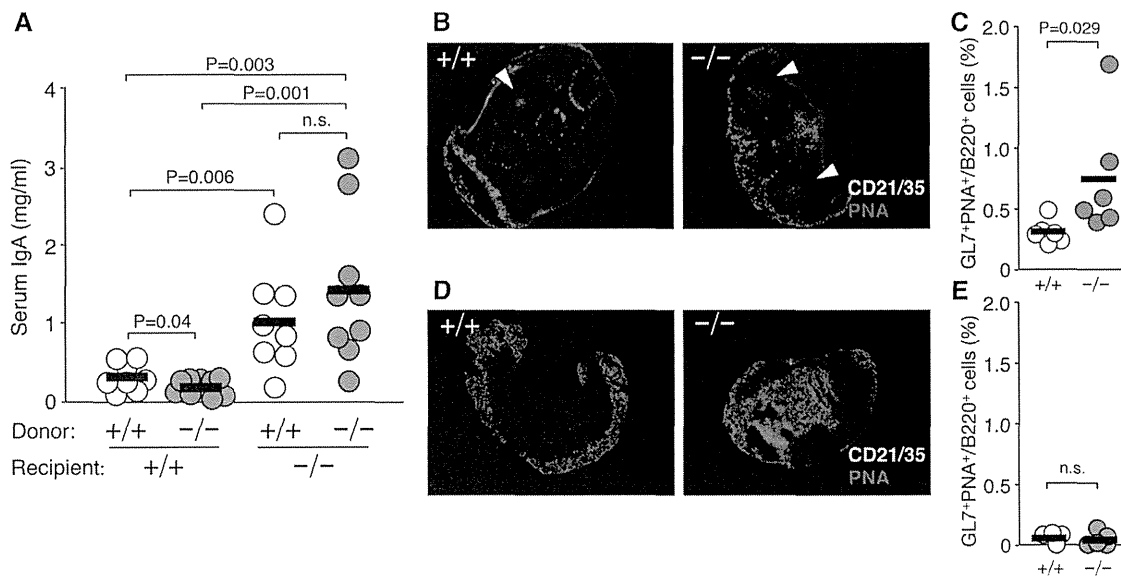 A
P=0.003
P=0.001
n.s.
P=0.006
P=0.04
Serum IgA (mg/ml)
4
3
2
1
0
Donor: +/+ −/− +/+ −/−
Recipient: +/+ −/−
B
+/+
−/−
CD21/35
PNA
C
P=0.029
GL7+PNA+/B220+ cells (%)
2.0
1.5
1.0
0.5
0
+/+ −/−
D
+/+
−/−
CD21/35
PNA
E
n.s.
GL7+PNA+/B220+ cells (%)
2.0
1.5
1.0
0.5
0
+/+ −/−